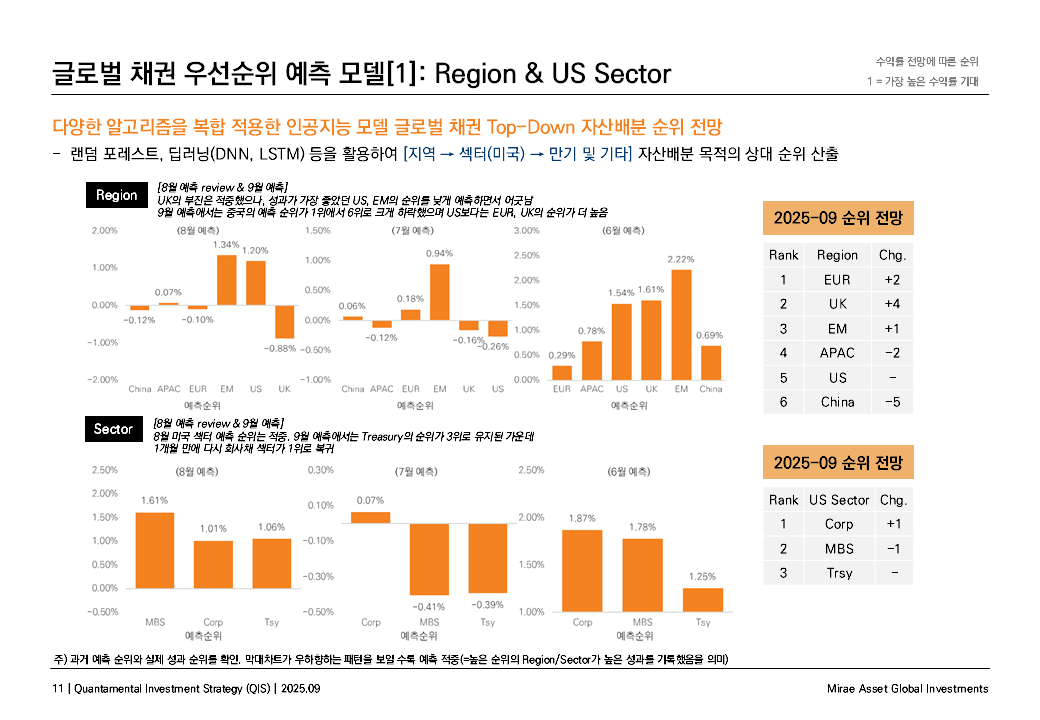 글로벌 채권 우선순위 예측 모델[1]: Region & US Sector
수익률 전망에 따른 순위
1 = 가장 높은 수익률 기대
다양한 알고리즘을 복합 적용한 인공지능 모델 글로벌 채권 Top-Down 자산배분 순위 전망
- 랜덤 포레스트, 딥러닝(DNN, LSTM) 등을 활용하여 [지역 → 섹터(미국) → 만기 및 기타] 자산배분 목적의 상대 순위 산출
Region
[8월 예측 review & 9월 예측]
UK의 부진은 적중했으나, 성과가 가장 좋았던 US, EM의 순위를 낮게 예측하면서 어긋남
9월 예측에서는 중국의 예측 순위가 1위에서 6위로 크게 하락했으며 US보다는 EUR, UK의 순위가 더 높음
(8월 예측)
2.00%
1.00%
0.00%
-1.00%
-2.00%
-0.12%
0.07%
-0.10%
1.34%
1.20%
-0.88%
China APAC EUR EM US UK
예측순위
(7월 예측)
1.50%
1.00%
0.50%
0.00%
-0.50%
-1.00%
0.06%
-0.12%
0.18%
0.94%
-0.16%
-0.26%
China APAC EUR EM UK US
예측순위
(6월 예측)
3.00%
2.50%
2.00%
1.50%
1.00%
0.50%
0.00%
0.29%
0.78%
1.54%
1.61%
2.22%
0.69%
EUR APAC US UK EM China
예측순위
2025-09 순위 전망
Rank Region Chg.
1 EUR +2
2 UK +4
3 EM +1
4 APAC -2
5 US -
6 China -5
Sector
[8월 예측 review & 9월 예측]
8월 미국 섹터 예측 순위는 적중. 9월 예측에서는 Treasury의 순위가 3위로 유지된 가운데
1개월 만에 다시 회사채 섹터가 1위로 복귀
(8월 예측)
2.50%
2.00%
1.50%
1.00%
0.50%
0.00%
-0.50%
1.61%
1.01%
1.06%
MBS Corp Tsy
예측순위
(7월 예측)
0.30%
0.10%
-0.10%
-0.30%
-0.50%
0.07%
-0.41%
-0.39%
Corp MBS Tsy
예측순위
(6월 예측)
2.50%
2.00%
1.50%
1.00%
1.87%
1.78%
1.25%
Corp MBS Tsy
예측순위
2025-09 순위 전망
Rank US Sector Chg.
1 Corp +1
2 MBS -1
3 Trsy -
주) 과거 예측 순위와 실제 성과 순위를 확인. 막대차트가 우하향하는 패턴을 보일 수록 예측 적중(=높은 순위의 Region/Sector가 높은 성과를 기록했음을 의미)
11 | Quantamental Investment Strategy (QIS) | 2025.09
Mirae Asset Global Investments